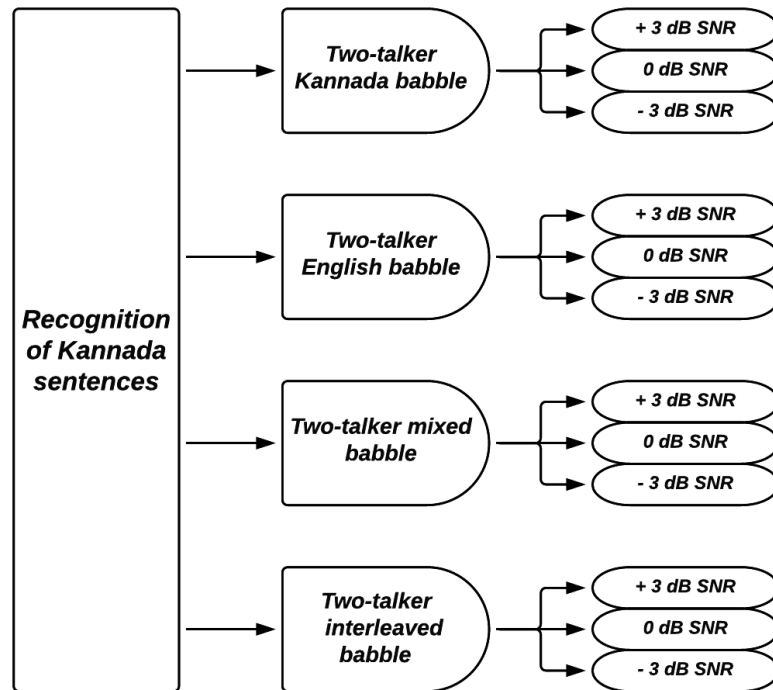 Recognition
of Kannada
sentences
Two-talker
Kannada babble
+ 3 dB SNR
0 dB SNR
- 3 dB SNR
Two-talker
English babble
+ 3 dB SNR
0 dB SNR
- 3 dB SNR
Two-talker mixed
babble
+ 3 dB SNR
0 dB SNR
- 3 dB SNR
Two-talker
interleaved
babble
+ 3 dB SNR
0 dB SNR
- 3 dB SNR